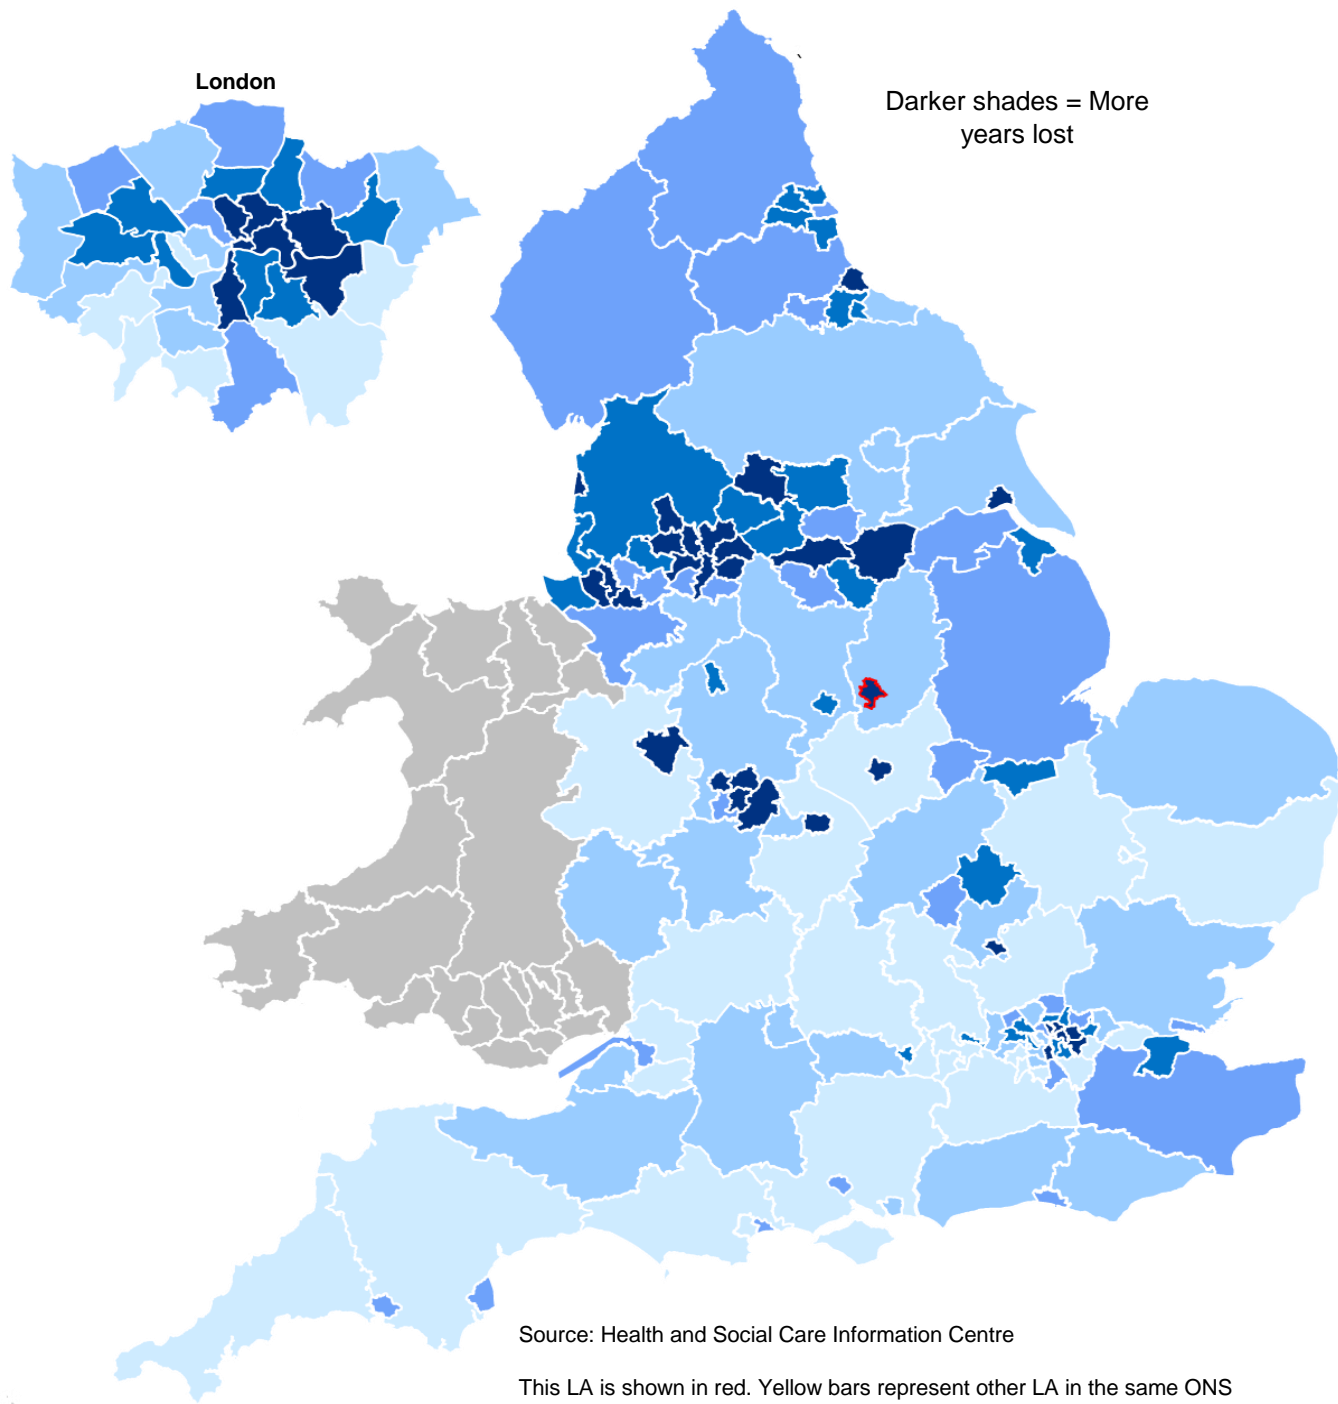 London
Darker shades = More
years lost
Source: Health and Social Care Information Centre
This LA is shown in red. Yellow bars represent other LA in the same ONS